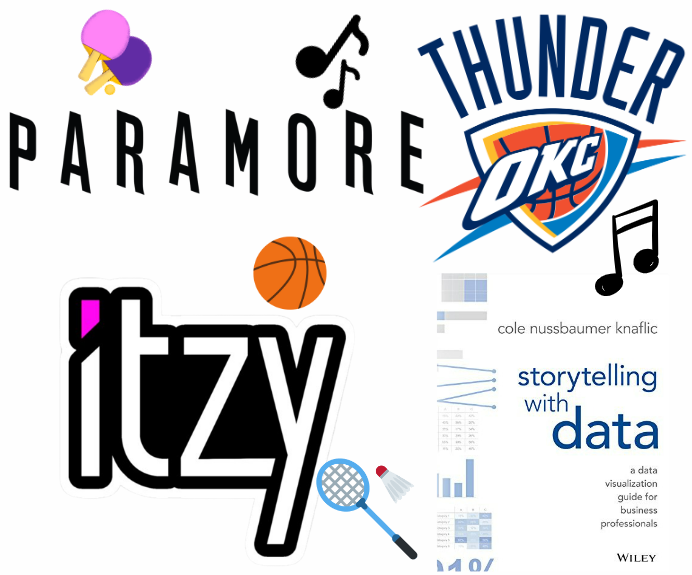 PARAMORE
THUNDER
OKC
itzy
cole nussbaumer knaflic
storytelling
with
data
a data
visualization
guide for
business
professionals
WILEY